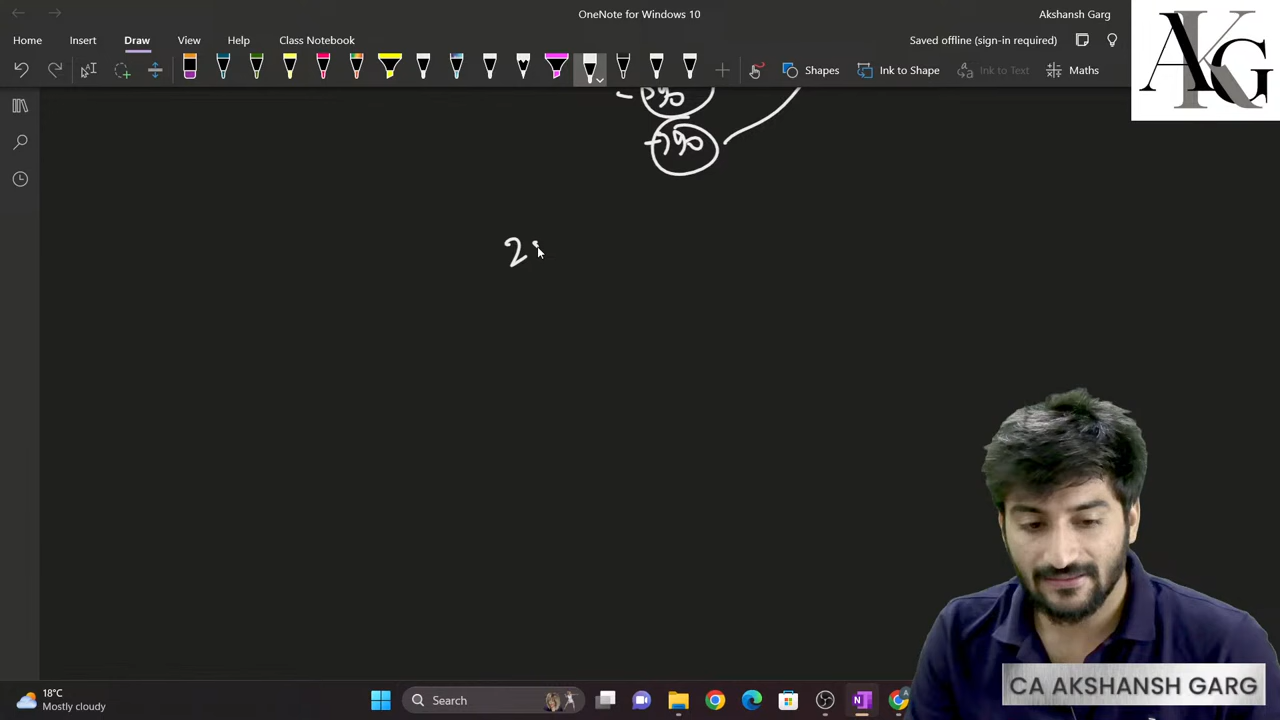 OneNote for Windows 10
Akshansh Garg
AKG
Home Insert Draw View Help Class Notebook
Saved offline (sign-in required)
Shapes Ink to Shape Ink to Text Maths
2
18°C
Mostly cloudy
Search
CA AKSHANSH GARG